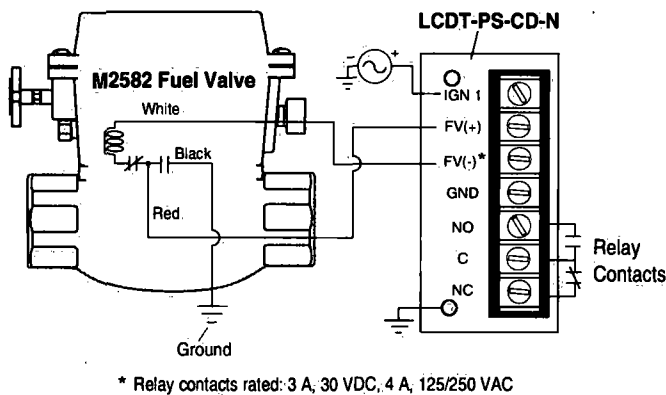 LCDT-PS-CD-N
M2582 Fuel Valve
White
Black
Red
Ground
+
IGN 1
FV(+)
FV(-)*
GND
NO
C
NC
Relay
Contacts
* Relay contacts rated: 3 A, 30 VDC, 4 A, 125/250 VAC